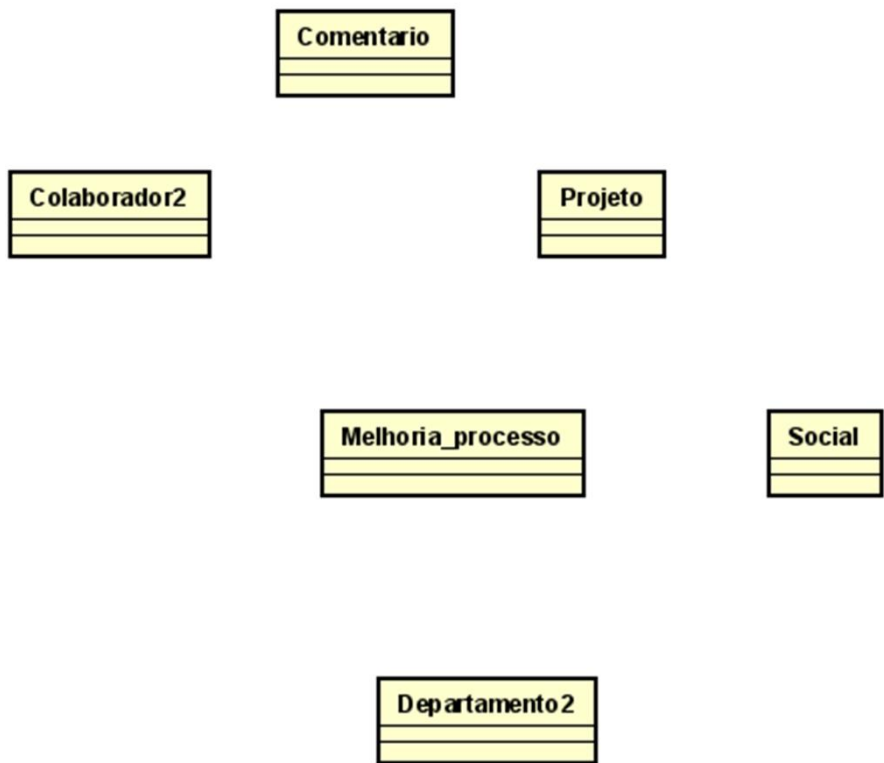 Comentario
Colaborador2
Projeto
Melhoria_processo
Social
Departamento2